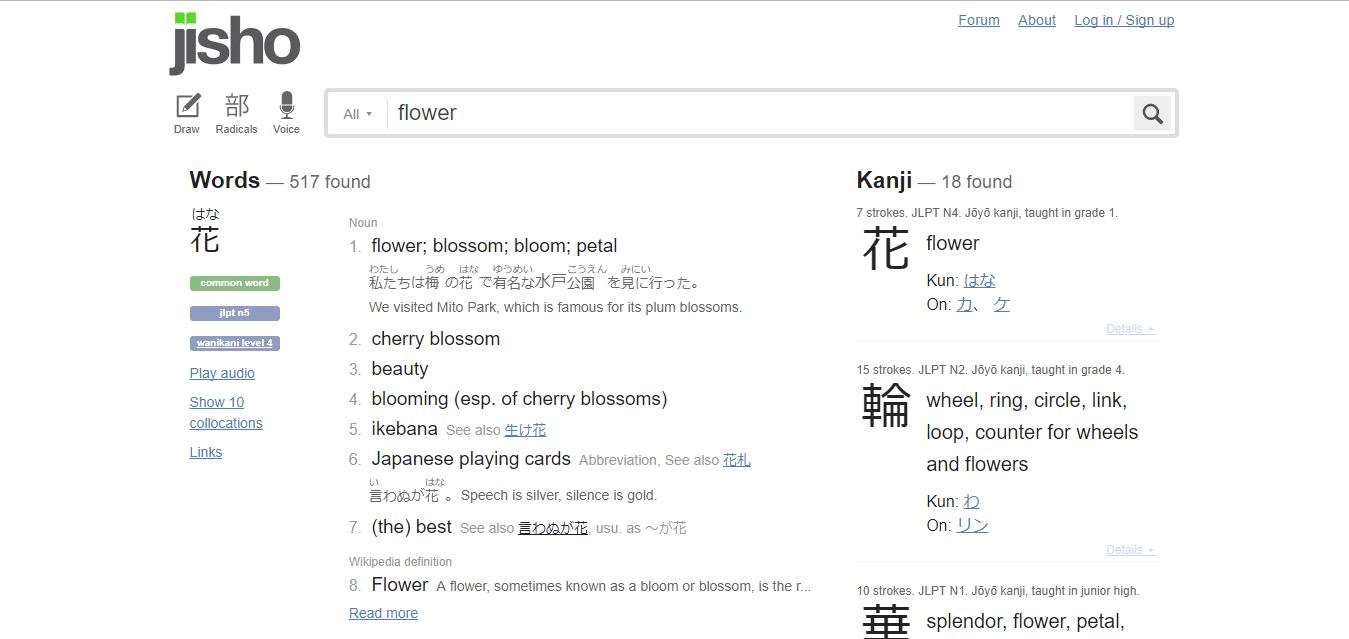 jisho
Forum About Log in / Sign up
Draw 部 Radicals Voice
All ▾ flower
Words — 517 found
はな
花
common word
jlpt n5
wanikani level 4
Play audio
Show 10
collocations
Links
Noun
1. flower; blossom; bloom; petal
わたし うめ はな ゆうめい こうえん みにい
私たちは梅の花で有名な水戸公園を見に行った。
We visited Mito Park, which is famous for its plum blossoms.
2. cherry blossom
3. beauty
4. blooming (esp. of cherry blossoms)
5. ikebana See also 生け花
6. Japanese playing cards Abbreviation, See also 花札
い はな
言わぬが花。 Speech is silver, silence is gold.
7. (the) best See also 言わぬが花, usu. as 〜が花
Wikipedia definition
8. Flower A flower, sometimes known as a bloom or blossom, is the r...
Read more
Kanji — 18 found
7 strokes. JLPT N4. Jōyō kanji, taught in grade 1.
花 flower
Kun: はな
On: カ、 ケ
Details ▸
15 strokes. JLPT N2. Jōyō kanji, taught in grade 4.
輪 wheel, ring, circle, link,
loop, counter for wheels
and flowers
Kun: わ
On: リン
Details ▸
10 strokes. JLPT N1. Jōyō kanji, taught in junior high.
華 splendor, flower, petal,